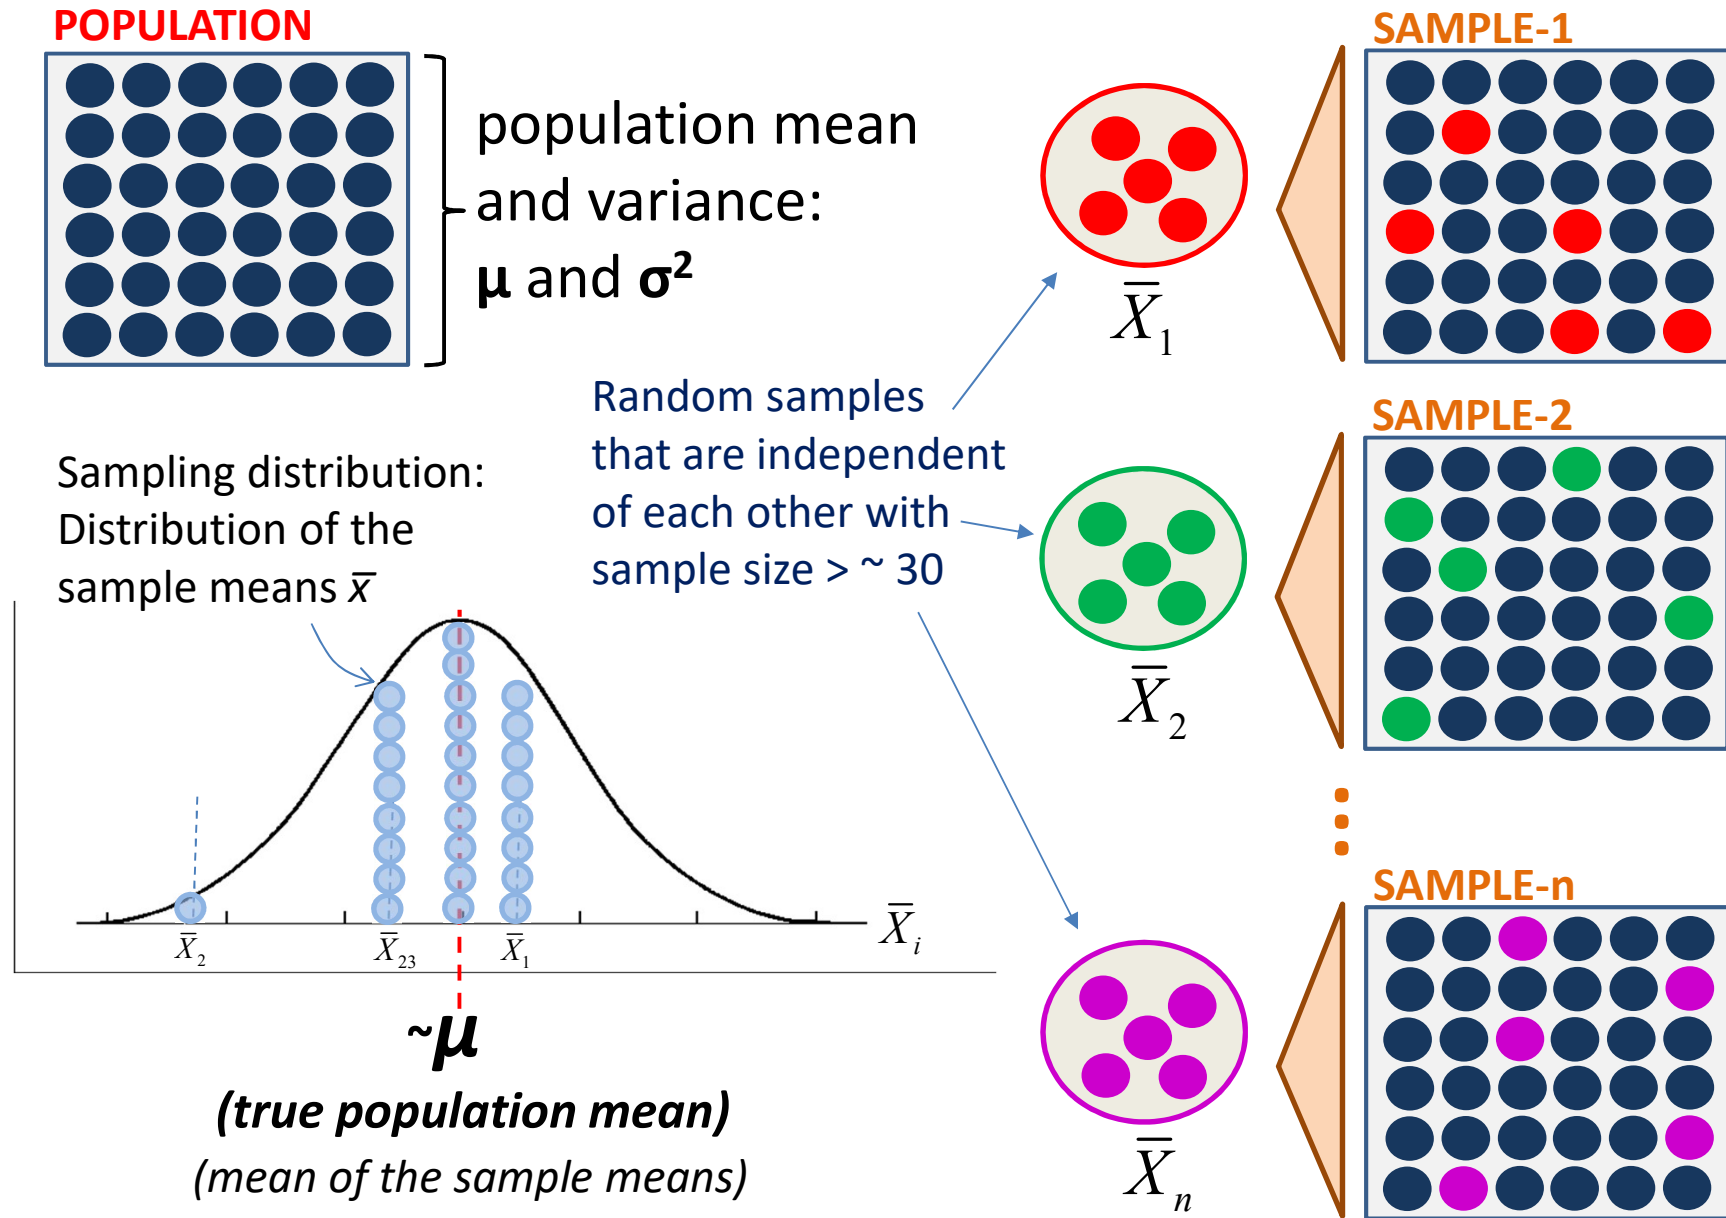 POPULATION
population mean
and variance:
μ and σ²
SAMPLE-1
X̅₁
Random samples
that are independent
of each other with
sample size > ~ 30
SAMPLE-2
X̅₂
Sampling distribution:
Distribution of the
sample means x̅
X̅₂
X̅₂₃
X̅₁
X̅ᵢ
~μ
(true population mean)
(mean of the sample means)
SAMPLE-n
X̅ₙ